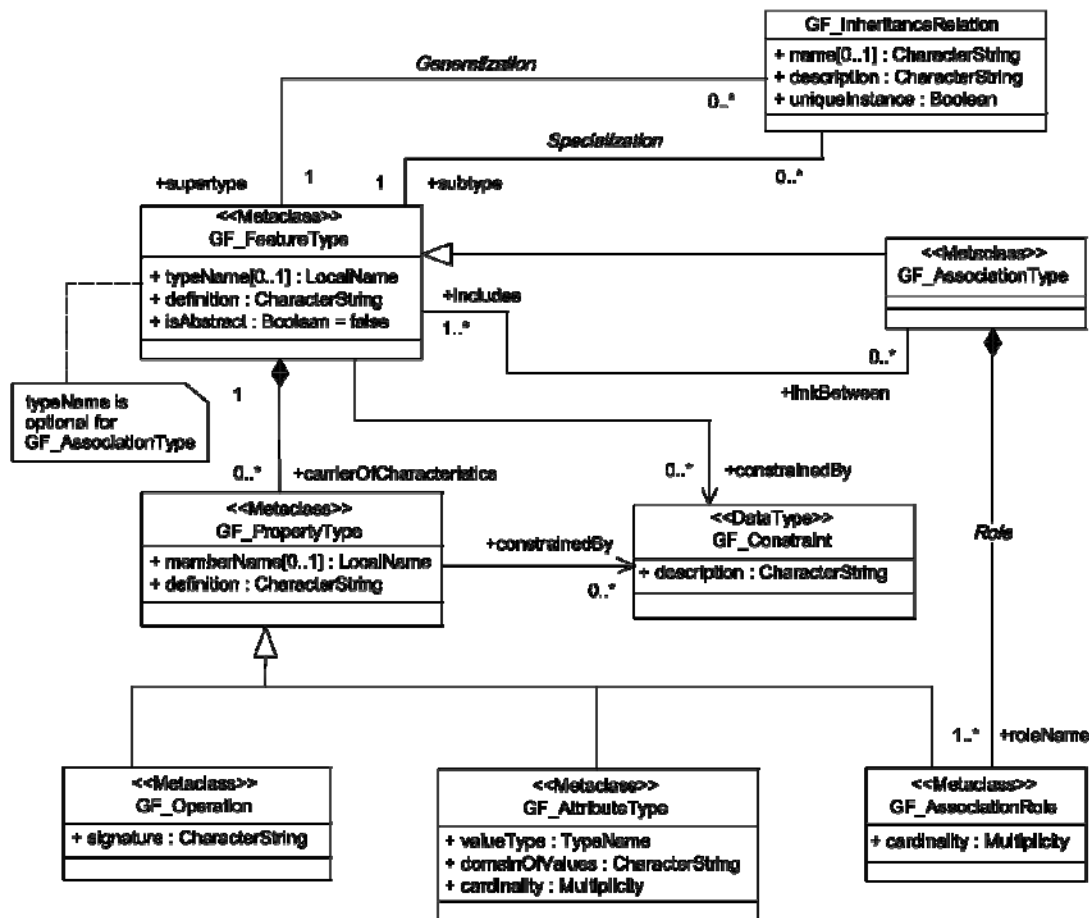 GF_InheritanceRelation
+ name[0..1] : CharacterString
+ description : CharacterString
+ uniqueInstance : Boolean
Generalization
0..*
Specialization
0..*
+supertype
1
1
+subtype
<<Metaclass>>
GF_FeatureType
+ typeName[0..1] : LocalName
+ definition : CharacterString
+ isAbstract : Boolean = false
<<Metaclass>>
GF_AssociationType
+includes
1..*
0..*
+linkBetween
typeName is
optional for
GF_AssociationType
1
0..*
+carrierOfCharacteristics
0..*
+constrainedBy
<<Metaclass>>
GF_PropertyType
+ memberName[0..1] : LocalName
+ definition : CharacterString
+constrainedBy
0..*
<<DataType>>
GF_Constraint
+ description : CharacterString
Role
1..*
+roleName
<<Metaclass>>
GF_Operation
+ signature : CharacterString
<<Metaclass>>
GF_AttributeType
+ valueType : TypeName
+ domainOfValues : CharacterString
+ cardinality : Multiplicity
<<Metaclass>>
GF_AssociationRole
+ cardinality : Multiplicity